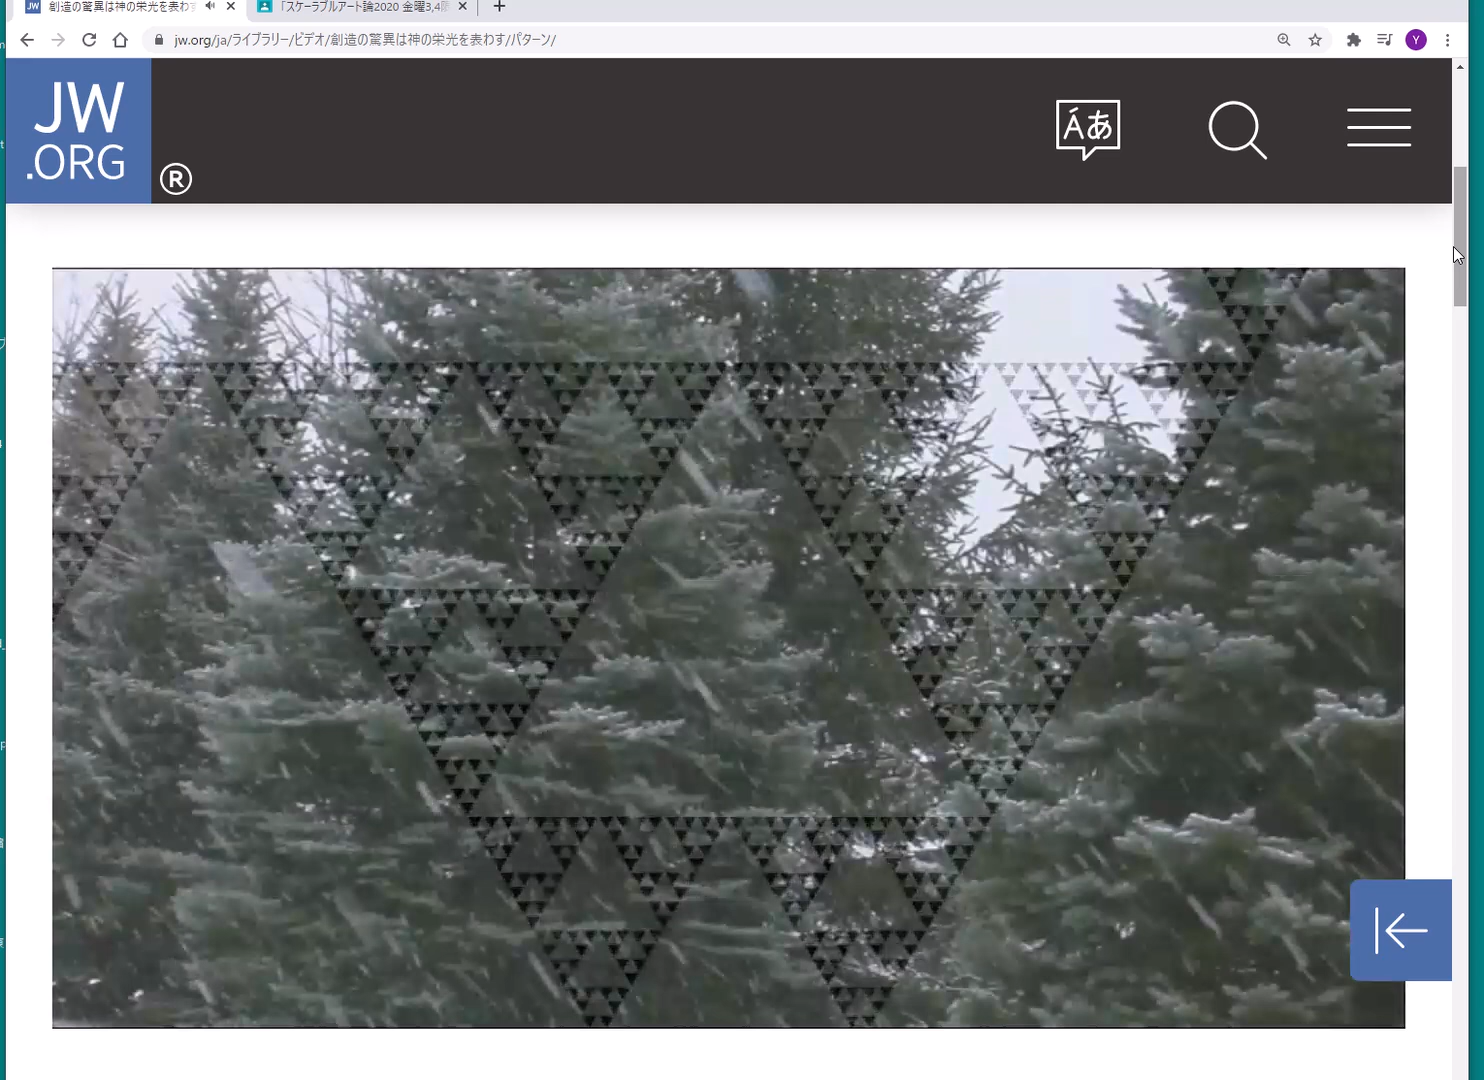 創造の驚異は神の栄光を表わす
「スケーラブルアート論2020 金曜3,4限
jw.org/ja/ライブラリー/ビデオ/創造の驚異は神の栄光を表わす/パターン/
Y
JW
.ORG
®
Áあ